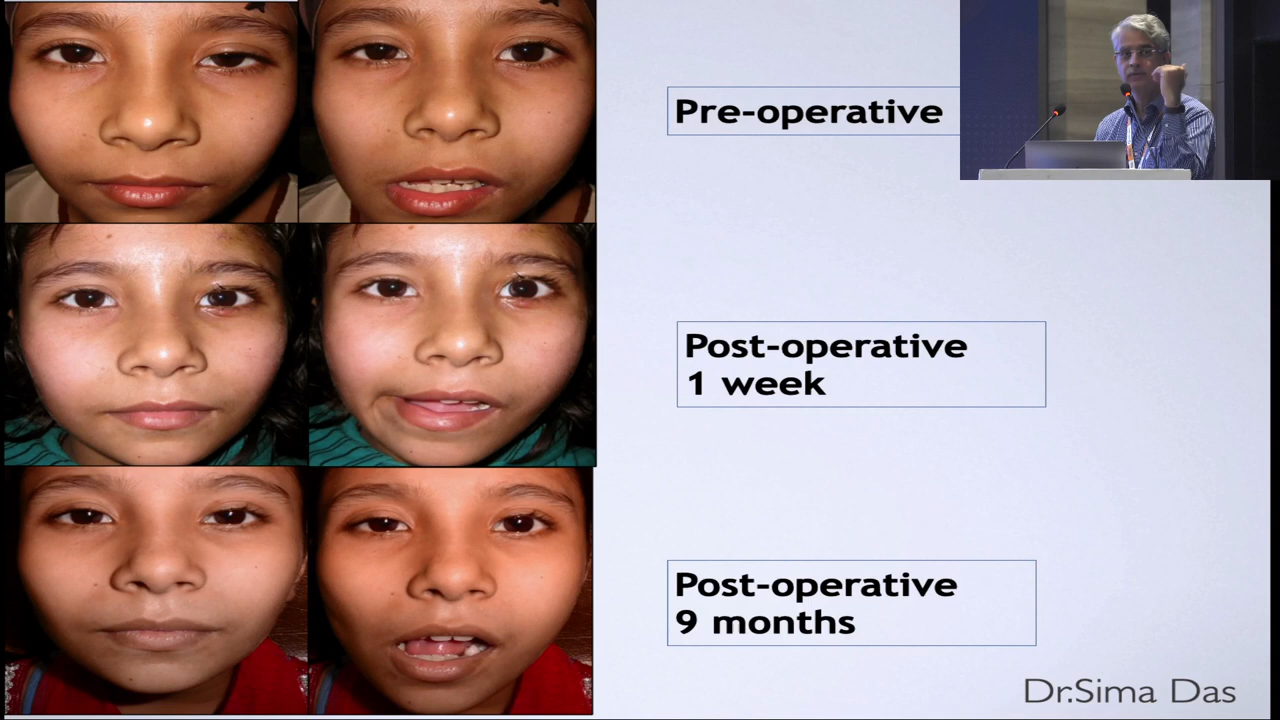 Pre-operative
Post-operative
1 week
Post-operative
9 months
Dr.Sima Das